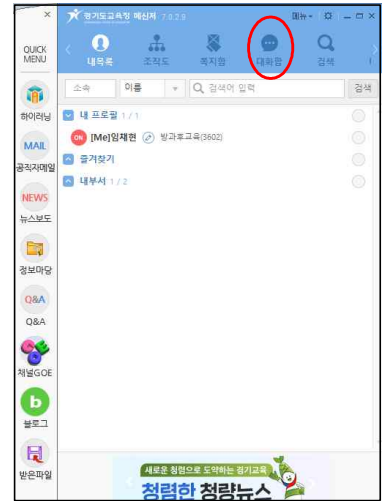 ×
QUICK
MENU
하이러닝
MAIL
공직자메일
NEWS
뉴스보도
정보마당
Q&A
Q&A
채널GOE
b
블로그
받은파일
경기도교육청 메신저 7.0.2.9
메뉴
내목록
조직도
쪽지함
대화함
검색
소속
이름
검색어 입력
검색
내 프로필 1 / 1
ON [Me]임재현 방과후교육(3602)
즐겨찾기
내부서 1 / 2
새로운 청렴으로 도약하는 경기교육
청렴한 청량뉴스